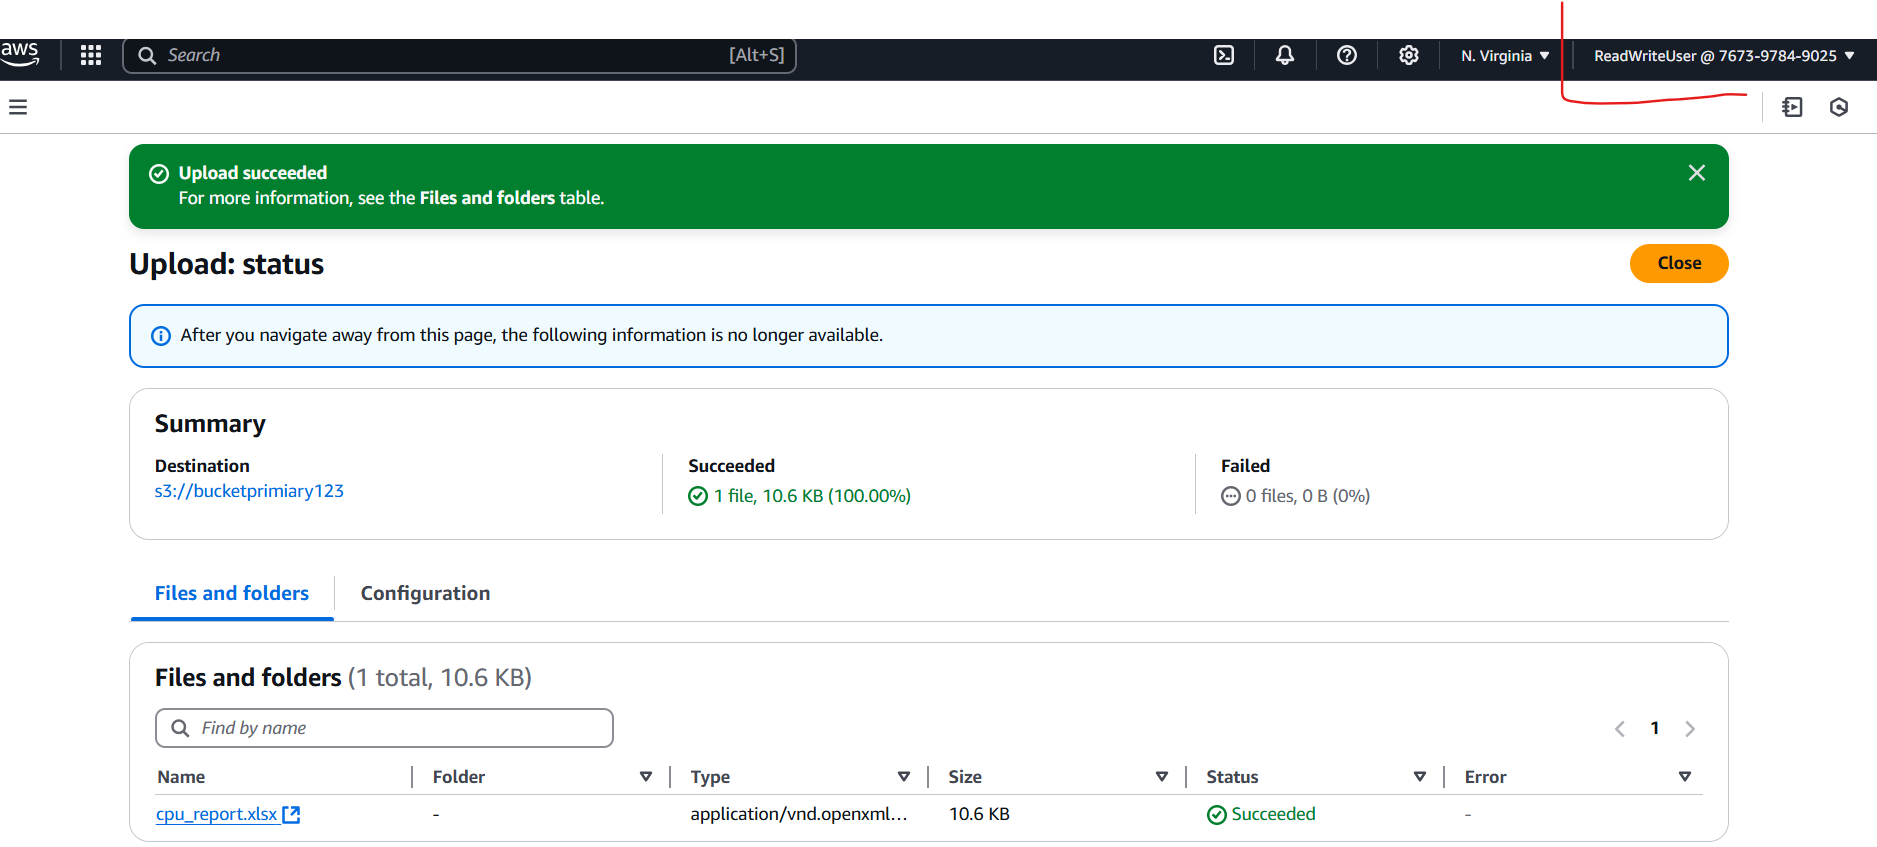 aws
Search [Alt+S]
N. Virginia
ReadWriteUser @ 7673-9784-9025
Upload succeeded
For more information, see the Files and folders table.
Upload: status
Close
After you navigate away from this page, the following information is no longer available.
Summary
Destination
s3://bucketprimiary123
Succeeded
1 file, 10.6 KB (100.00%)
Failed
0 files, 0 B (0%)
Files and folders
Configuration
Files and folders (1 total, 10.6 KB)
Find by name
1
Name Folder Type Size Status Error
cpu_report.xlsx - application/vnd.openxml... 10.6 KB Succeeded -